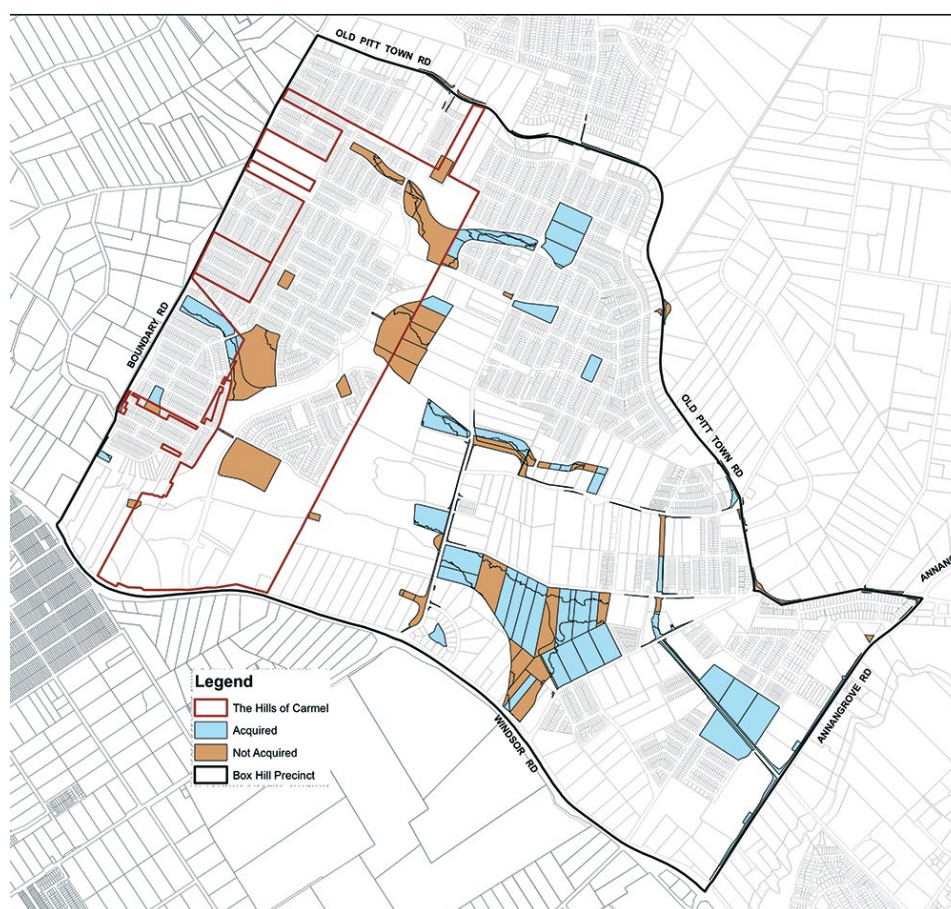 OLD PITT TOWN RD
BOUNDARY RD
OLD PITT TOWN RD
ANNANGROVE RD
WINDSOR RD
Legend
The Hills of Carmel
Acquired
Not Acquired
Box Hill Precinct